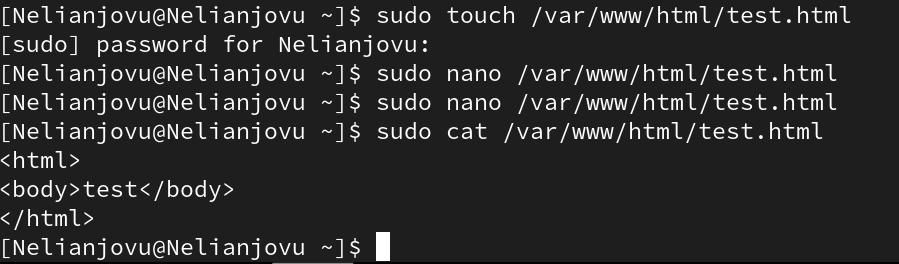 [Nelianjovu@Nelianjovu ~]$ sudo touch /var/www/html/test.html
[sudo] password for Nelianjovu:
[Nelianjovu@Nelianjovu ~]$ sudo nano /var/www/html/test.html
[Nelianjovu@Nelianjovu ~]$ sudo nano /var/www/html/test.html
[Nelianjovu@Nelianjovu ~]$ sudo cat /var/www/html/test.html
<html>
<body>test</body>
</html>
[Nelianjovu@Nelianjovu ~]$